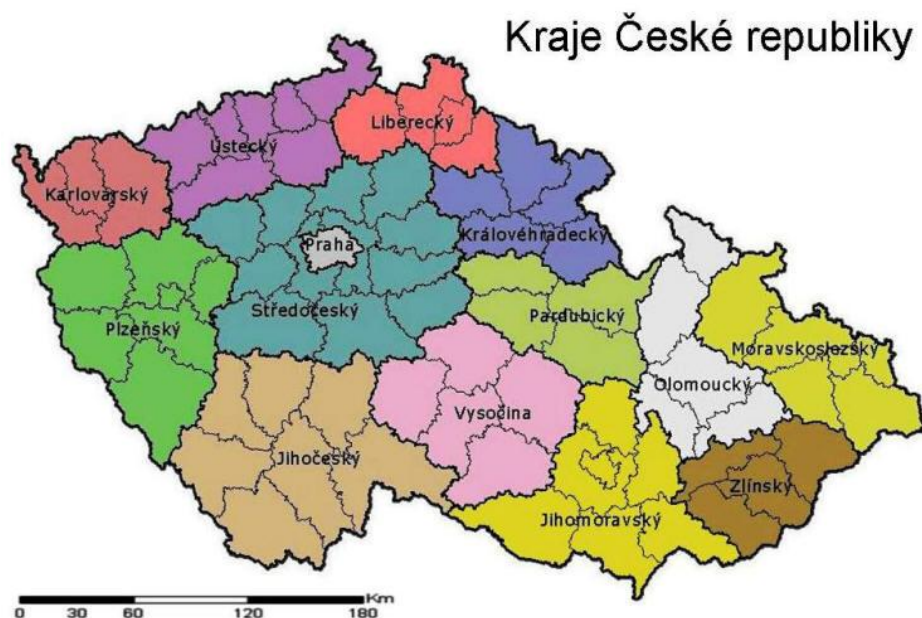 Kraje České republiky
Liberecký
Ústecký
Karlovarský
Praha
Královéhradecký
Středočeský
Pardubický
Plzeňský
Moravskoslezský
Olomoucký
Vysočina
Jihočeský
Zlínský
Jihomoravský
Km
0 30 60 120 180